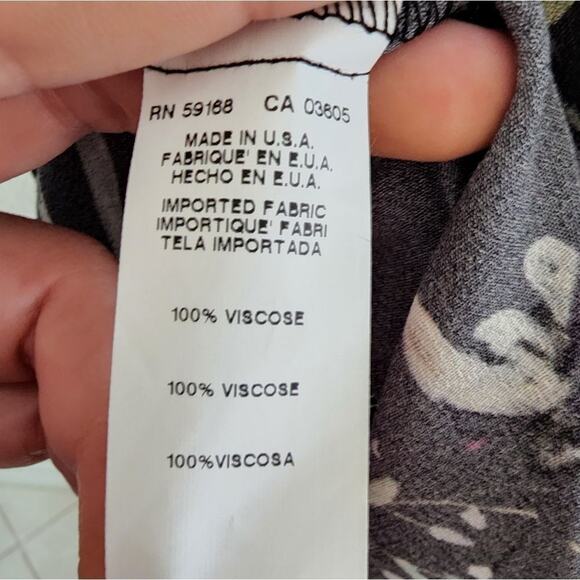 RN 59168 CA 03605
MADE IN U.S.A.
FABRIQUE' EN E.U.A.
HECHO EN E.U.A.
IMPORTED FABRIC
IMPORTIQUE' FABRI
TELA IMPORTADA
100% VISCOSE
100% VISCOSE
100%VISCOSA